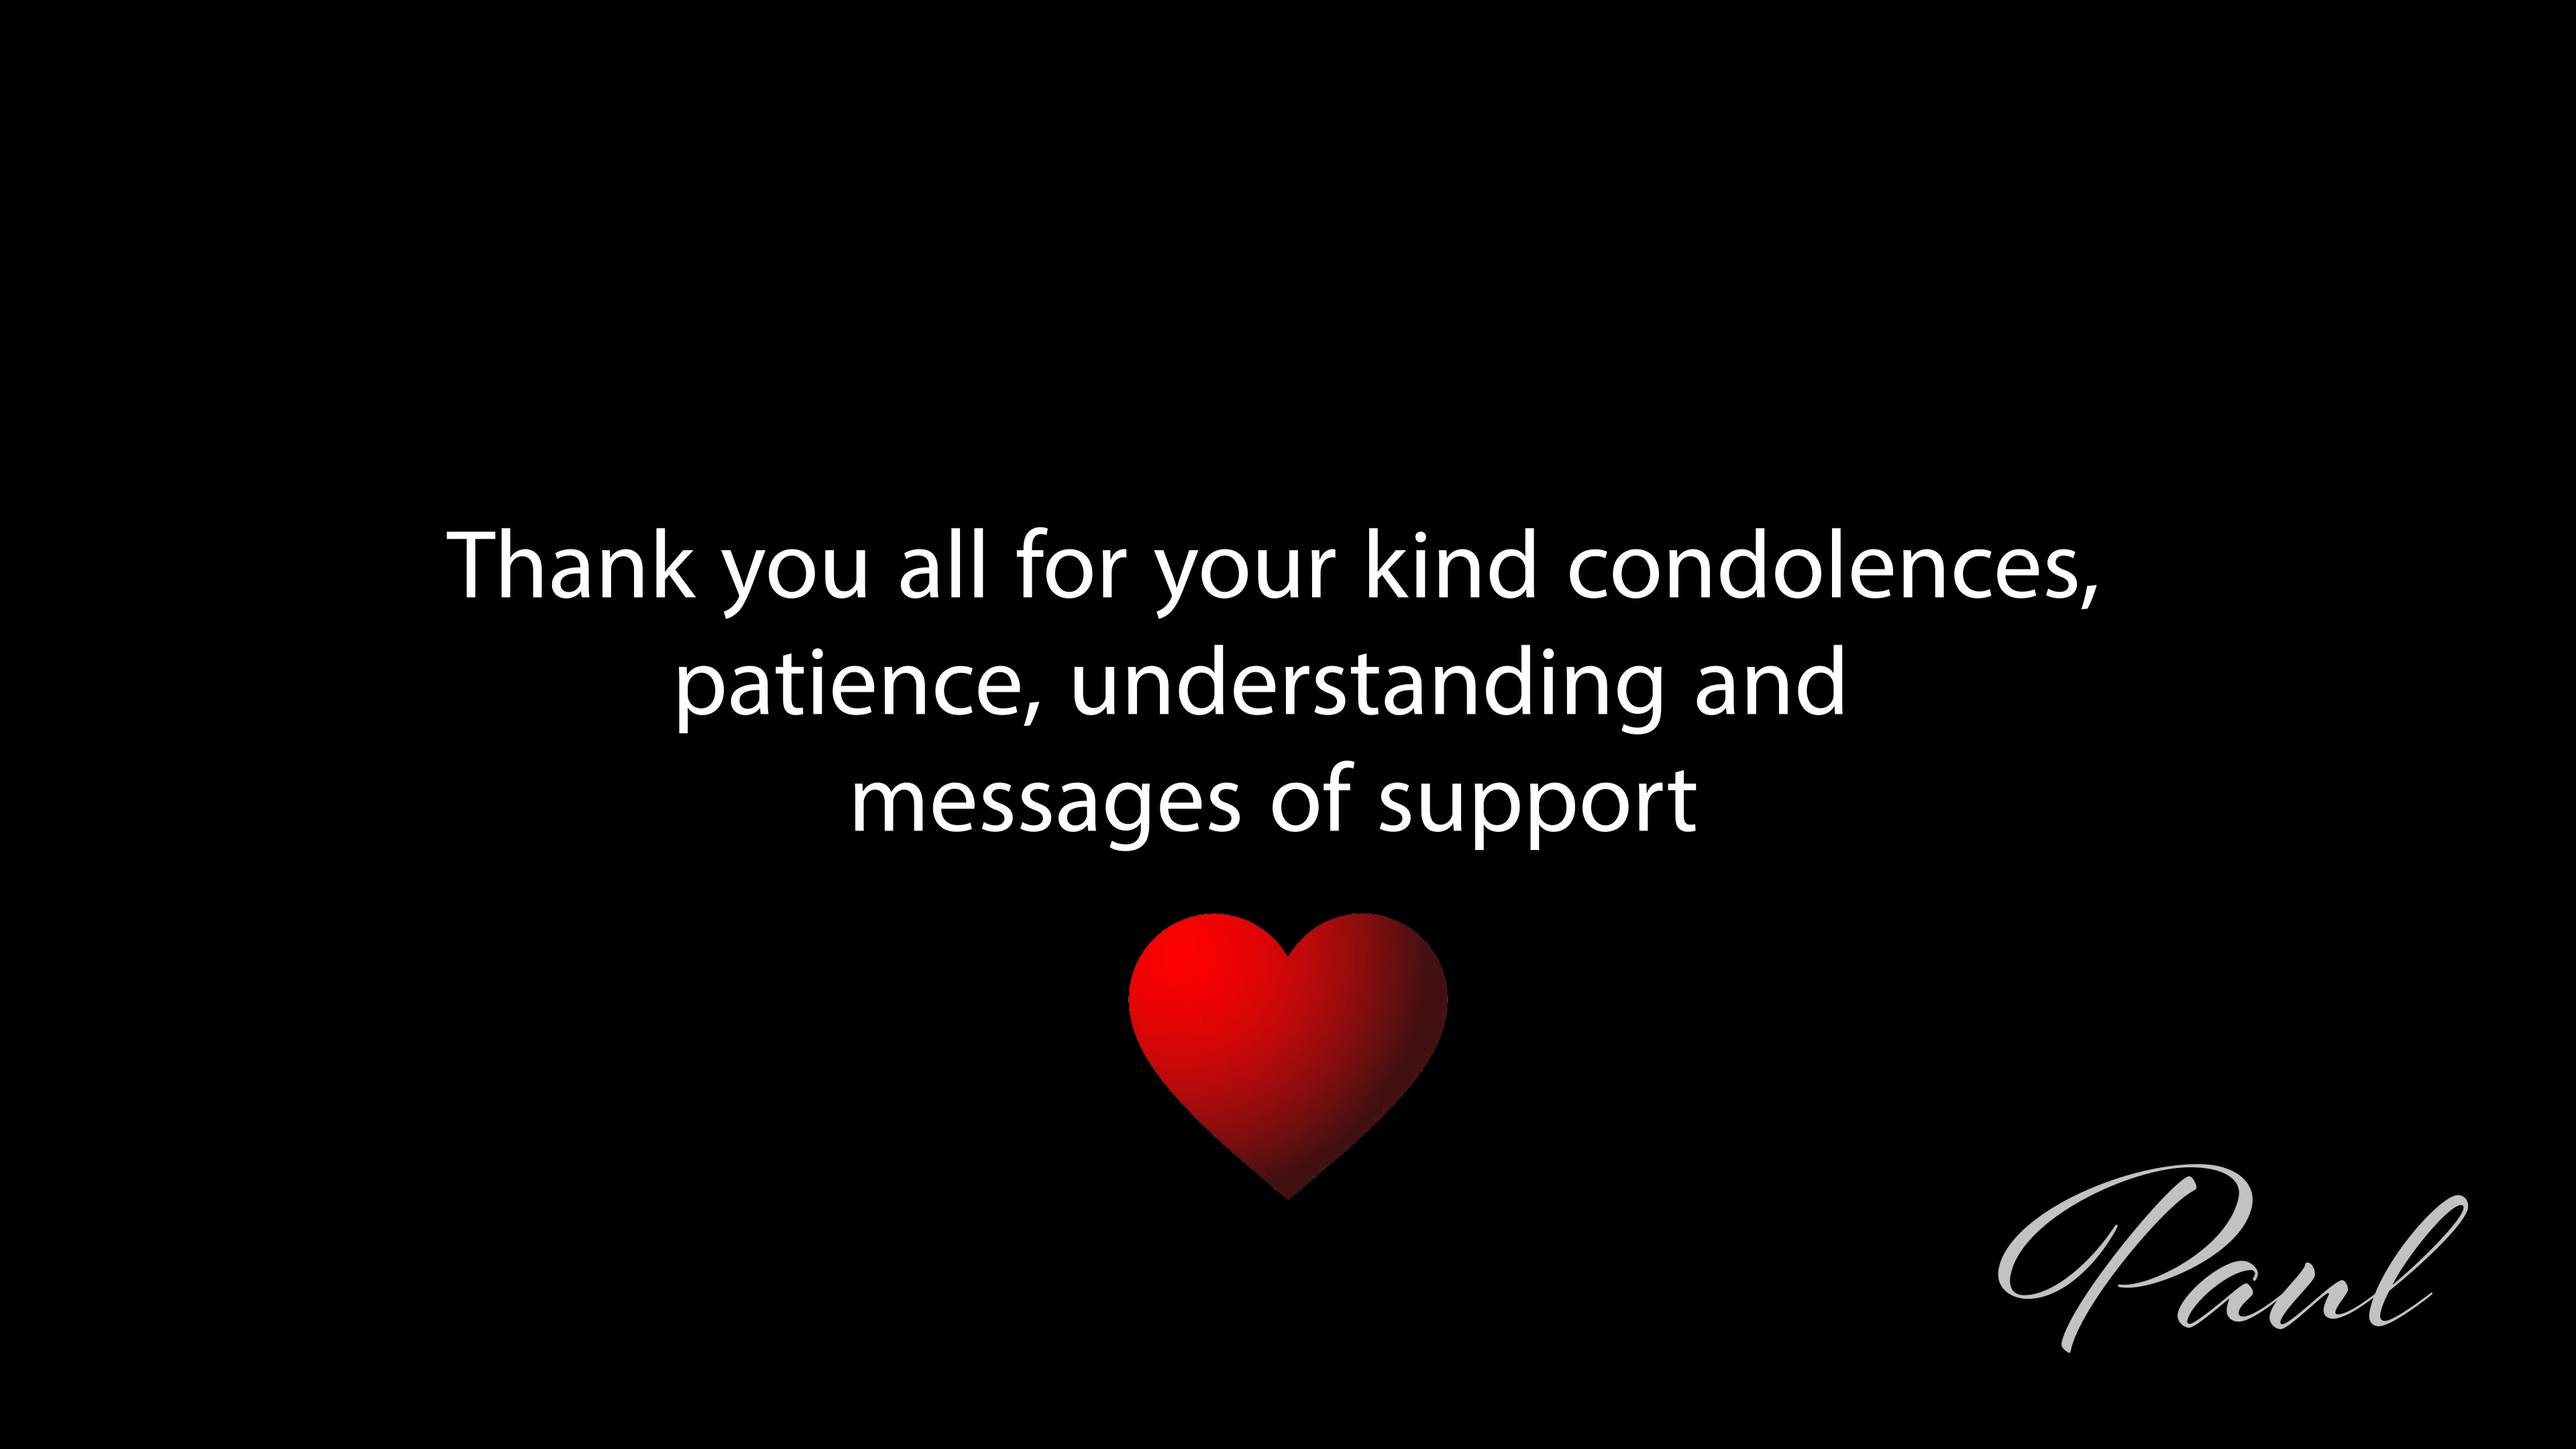 Thank you all for your kind condolences,
patience, understanding and
messages of support
Paul